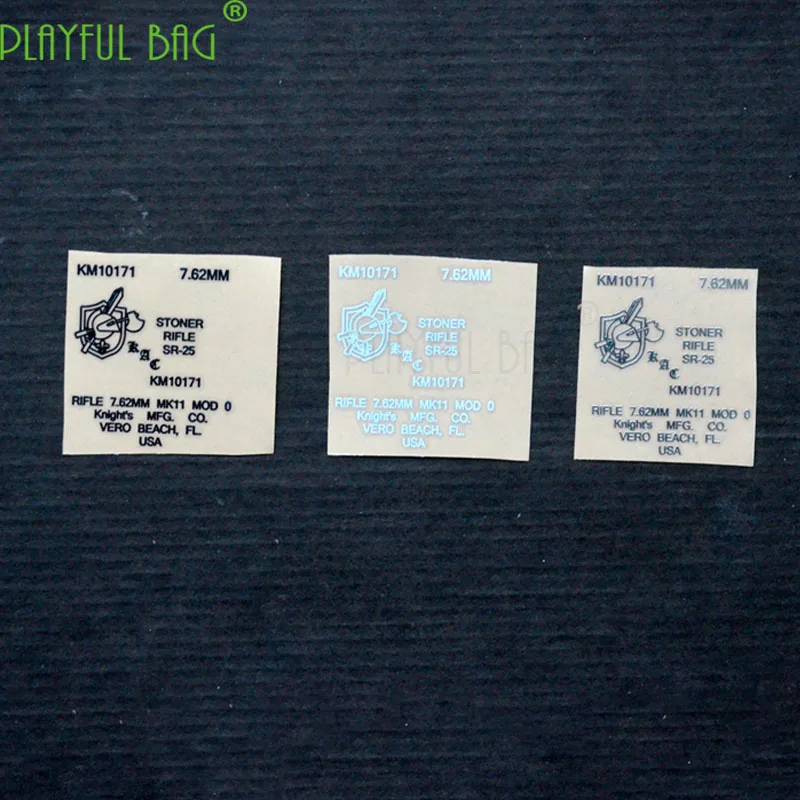 PLAYFUL BAG®
KM10171 7.62MM
STONER
RIFLE
SR-25
KAC
KM10171
RIFLE 7.62MM MK11 MOD 0
Knight's MFG. CO.
VERO BEACH, FL.
USA
KM10171 7.62MM
STONER
RIFLE
SR-25
KAC
KM10171
RIFLE 7.62MM MK11 MOD 0
Knight's MFG. CO.
VERO BEACH, FL.
USA
KM10171 7.62MM
STONER
RIFLE
SR-25
KAC
KM10171
RIFLE 7.62MM MK11 MOD 0
Knight's MFG. CO.
VERO BEACH, FL.
USA
PLAYFUL BAG®